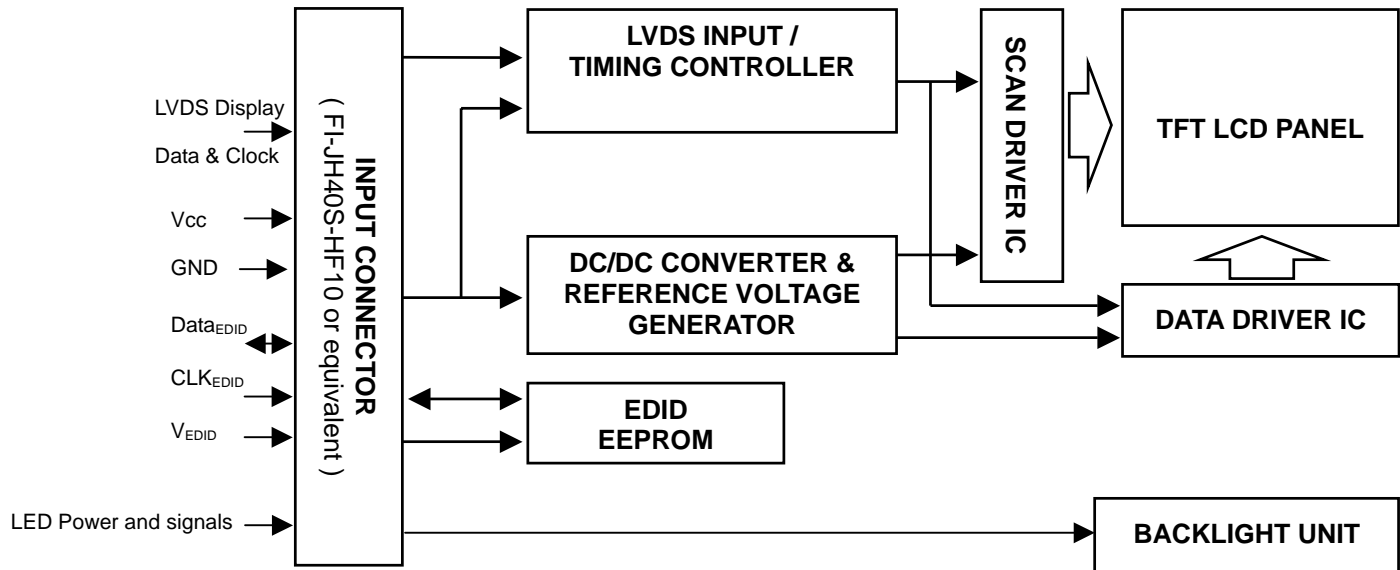 LVDS Display
Data & Clock
Vcc
GND
DataEDID
CLKEDID
VEDID
LED Power and signals
INPUT CONNECTOR
( FI-JH40S-HF10 or equivalent )
LVDS INPUT /
TIMING CONTROLLER
DC/DC CONVERTER &
REFERENCE VOLTAGE
GENERATOR
EDID
EEPROM
SCAN DRIVER IC
TFT LCD PANEL
DATA DRIVER IC
BACKLIGHT UNIT